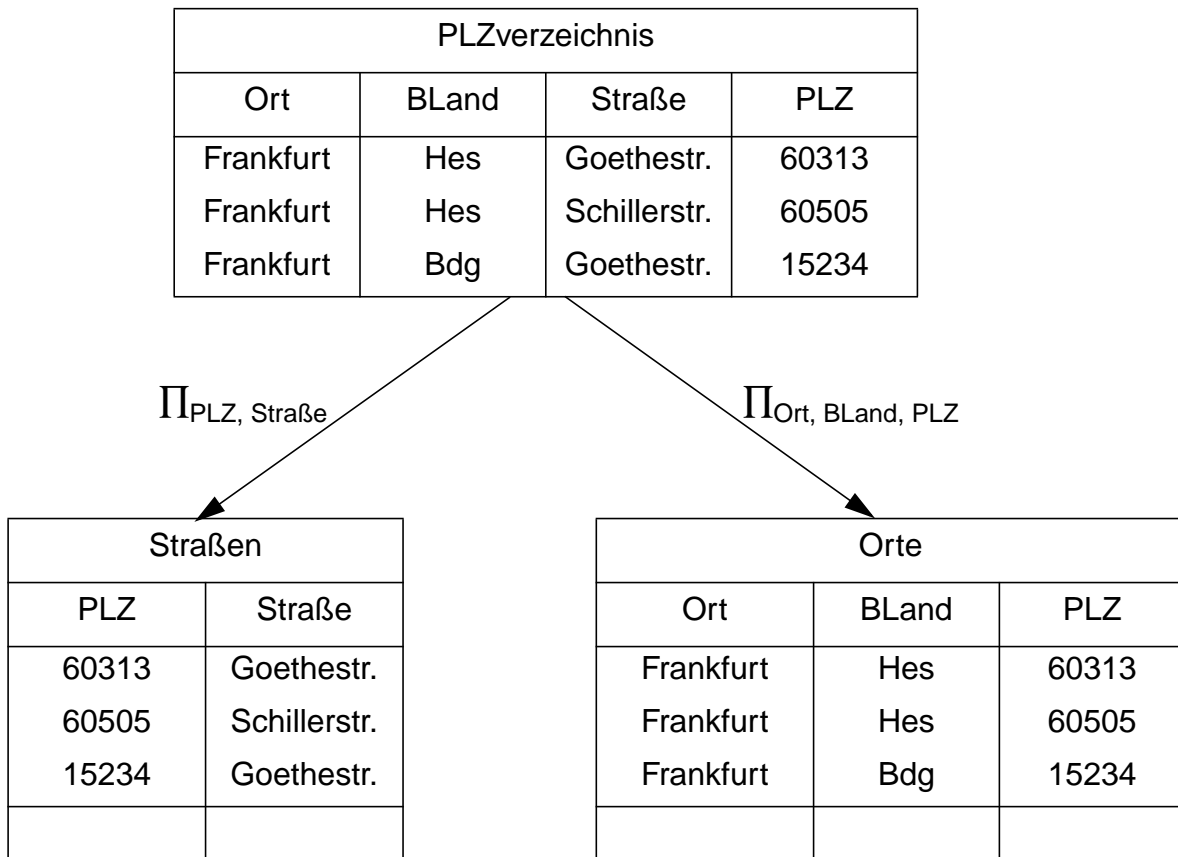 PLZverzeichnis
Ort BLand Straße PLZ
Frankfurt Hes Goethestr. 60313
Frankfurt Hes Schillerstr. 60505
Frankfurt Bdg Goethestr. 15234
∏PLZ, Straße
∏Ort, BLand, PLZ
Straßen
PLZ Straße
60313 Goethestr.
60505 Schillerstr.
15234 Goethestr.
Orte
Ort BLand PLZ
Frankfurt Hes 60313
Frankfurt Hes 60505
Frankfurt Bdg 15234